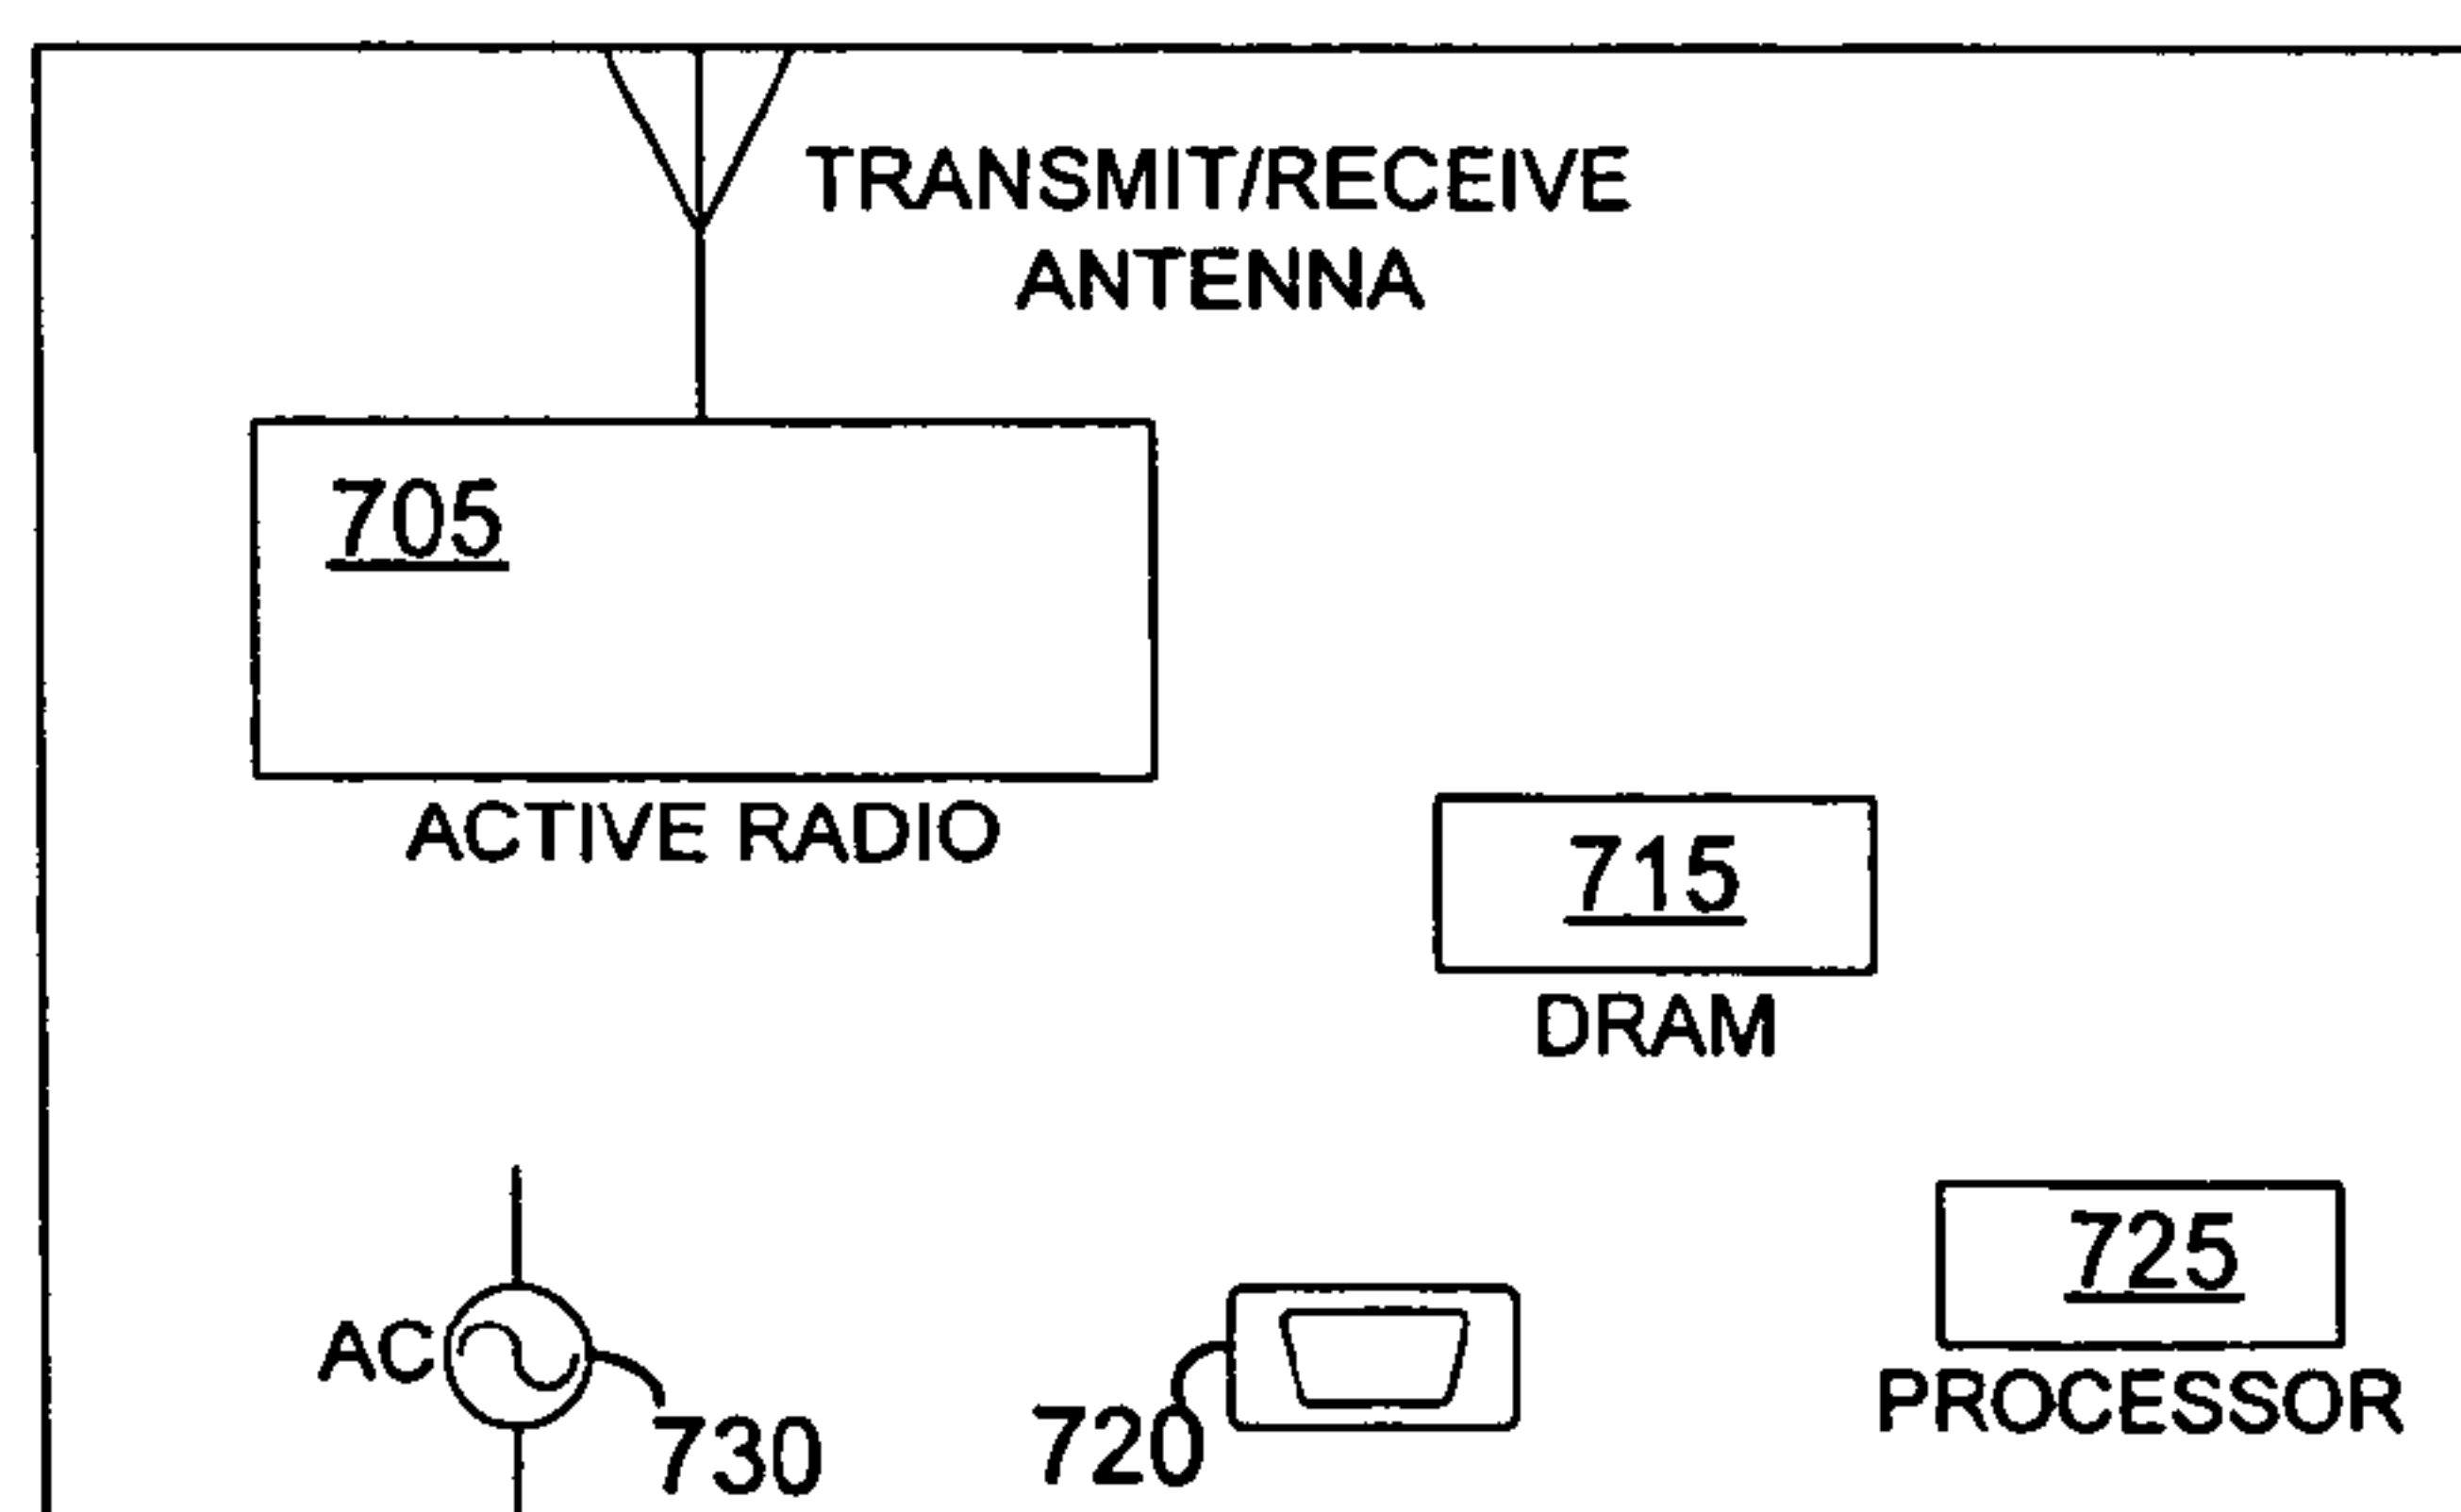 TRANSMIT/RECEIVE
ANTENNA
705
ACTIVE RADIO
715
DRAM
725
PROCESSOR
AC
730
720